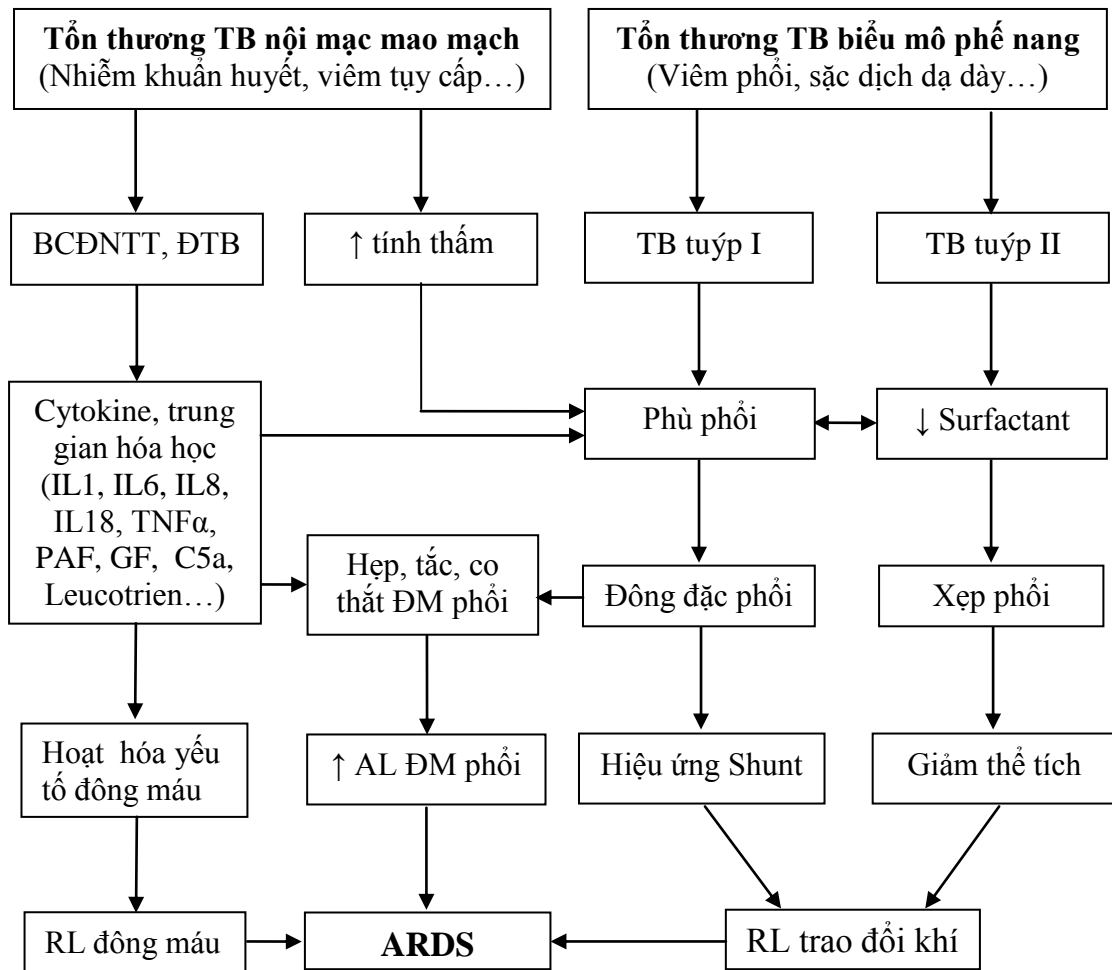 Tổn thương TB nội mạc mao mạch
(Nhiễm khuẩn huyết, viêm tụy cấp…)
Tổn thương TB biểu mô phế nang
(Viêm phổi, sặc dịch dạ dày…)
BCĐNTT, ĐTB
↑ tính thấm
TB tuýp I
TB tuýp II
Cytokine, trung
gian hóa học
(IL1, IL6, IL8,
IL18, TNFα,
PAF, GF, C5a,
Leucotrien…)
Phù phổi
↓ Surfactant
Hẹp, tắc, co
thắt ĐM phổi
Đông đặc phổi
Xẹp phổi
Hoạt hóa yếu
tố đông máu
↑ AL ĐM phổi
Hiệu ứng Shunt
Giảm thể tích
RL đông máu
ARDS
RL trao đổi khí